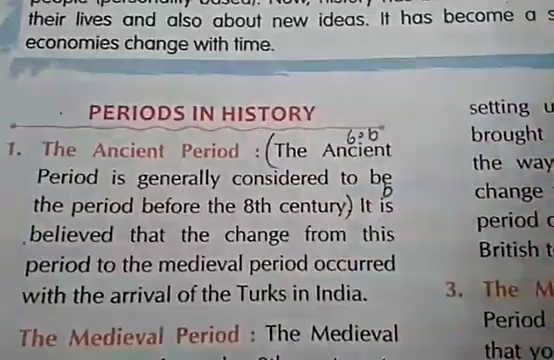 their lives and also about new ideas. It has become a s
economies change with time.
PERIODS IN HISTORY
1. The Ancient Period : (The Ancient
Period is generally considered to be
the period before the 8th century) It is
believed that the change from this
period to the medieval period occurred
with the arrival of the Turks in India.
The Medieval Period : The Medieval
setting u
brought
the way
change
period
British t
3. The M
Period
that yo